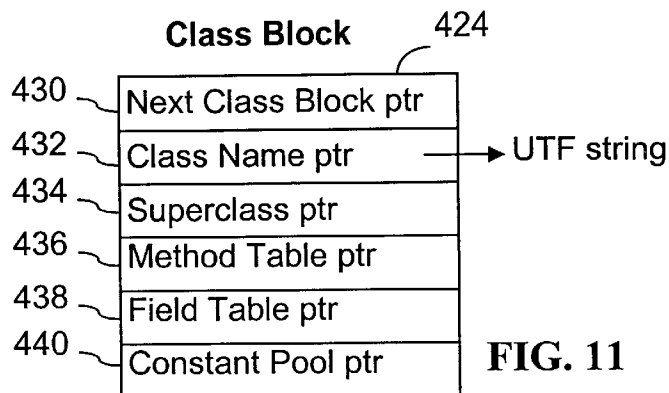 Class Block
424
430 Next Class Block ptr
432 Class Name ptr UTF string
434 Superclass ptr
436 Method Table ptr
438 Field Table ptr
440 Constant Pool ptr
FIG. 11